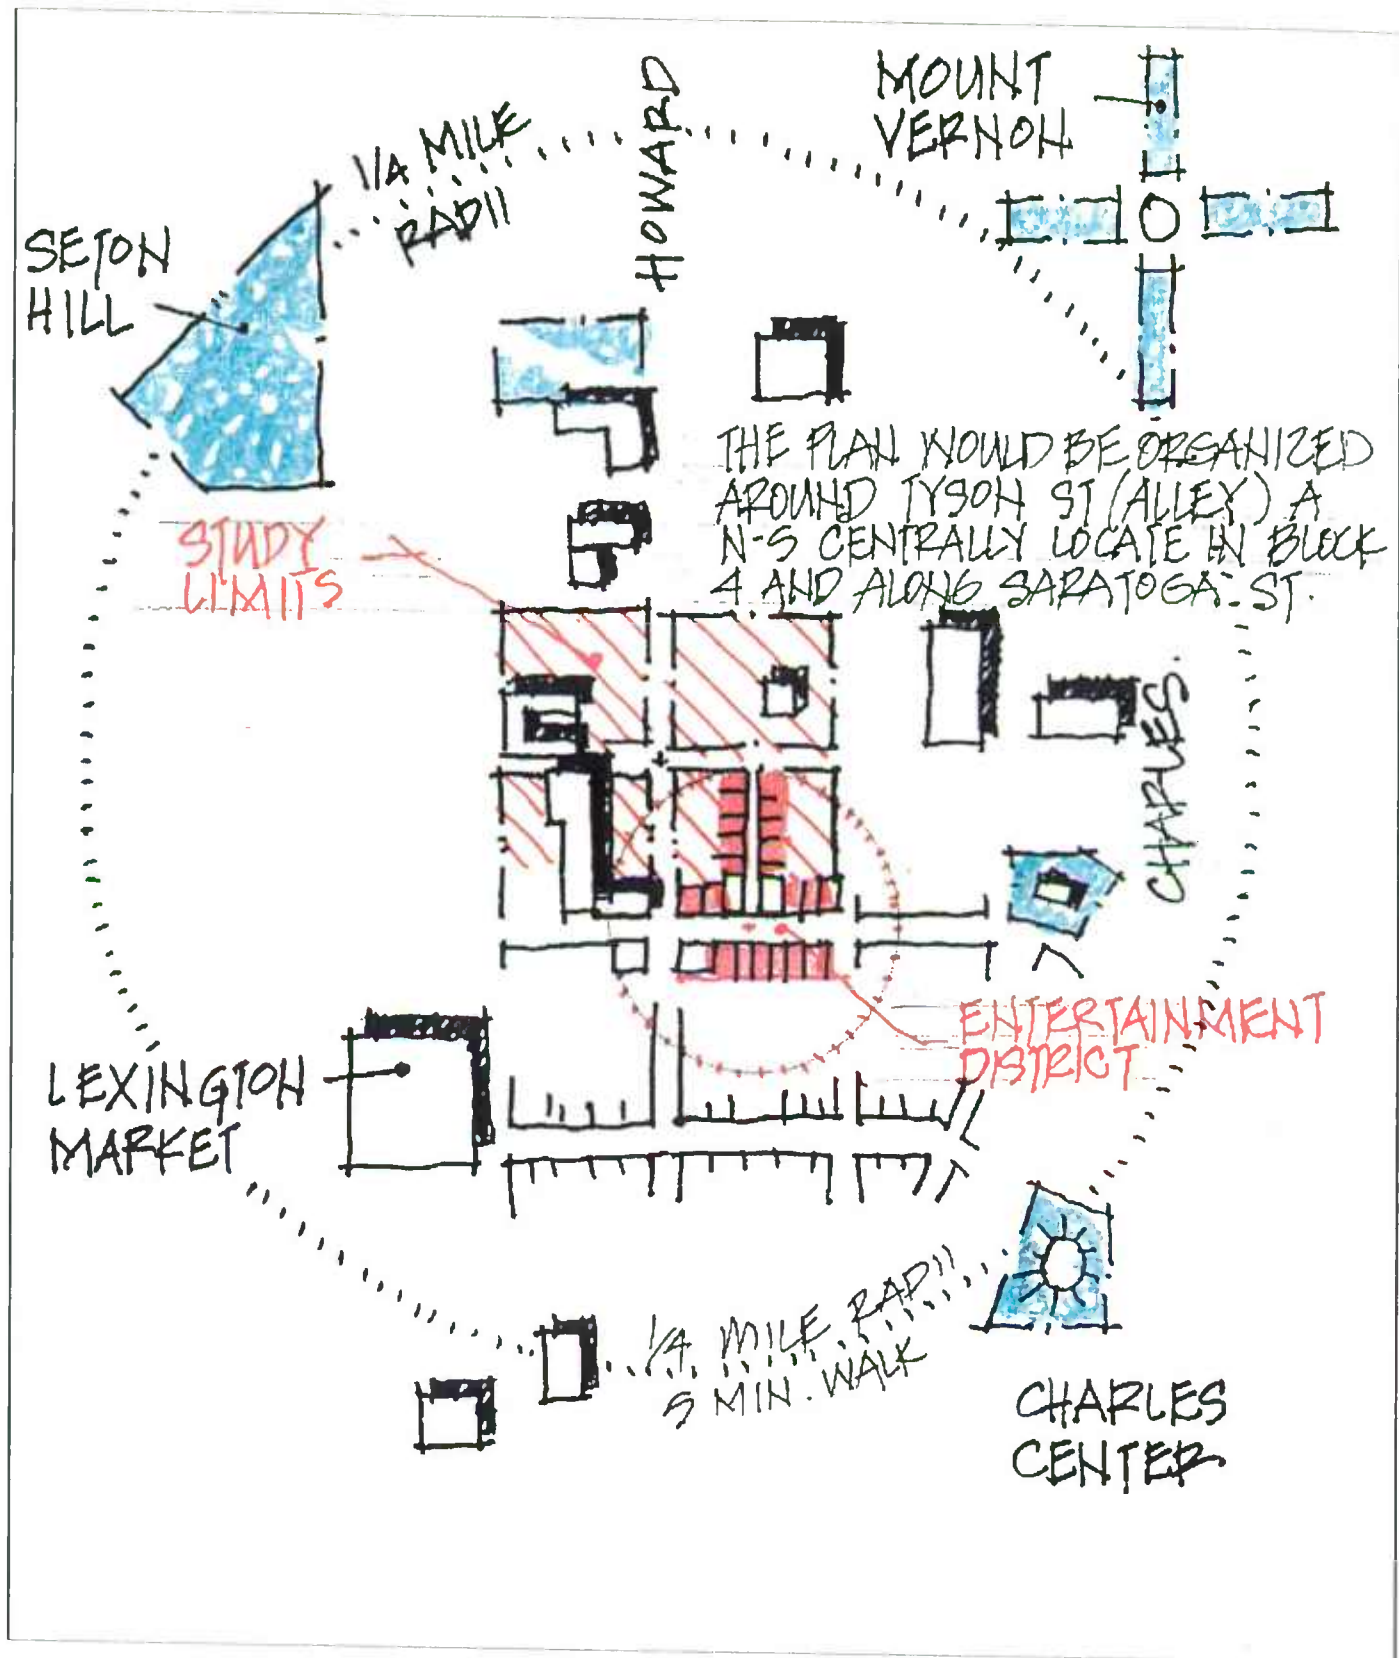 MOUNT
VERNON
HOWARD
1/4 MILE
RADII
SETON
HILL
THE PLAN WOULD BE ORGANIZED
AROUND TYSON ST (ALLEY) A
N-S CENTRALLY LOCATE IN BLOCK
4 AND ALONG SARATOGA ST.
STUDY
LIMITS
CHARLES.
ENTERTAINMENT
DISTRICT
LEXINGTON
MARKET
1/4 MILE RADII
5 MIN. WALK
CHARLES
CENTER